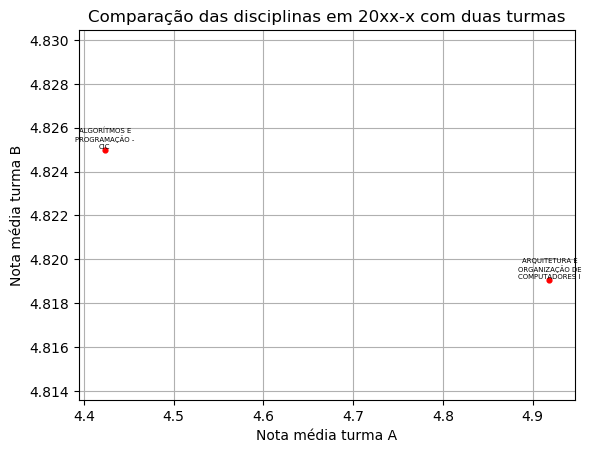 Comparação das disciplinas em 20xx-x com duas turmas
Nota média turma B
4.830
4.828
4.826
4.824
4.822
4.820
4.818
4.816
4.814
ALGORÍTMOS E
PROGRAMAÇÃO -
CIC
ARQUITETURA E
ORGANIZAÇÃO DE
COMPUTADORES I
4.4 4.5 4.6 4.7 4.8 4.9
Nota média turma A